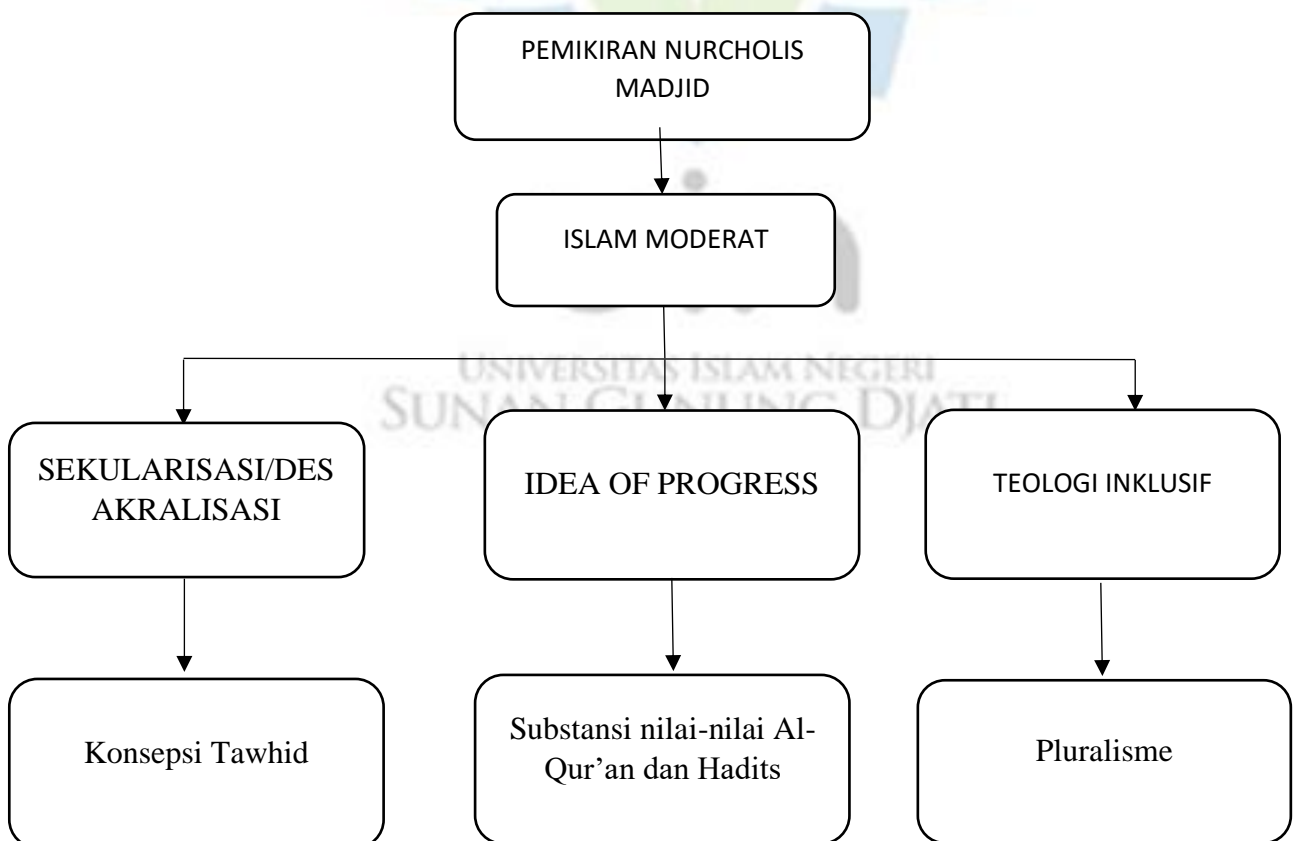 PEMIKIRAN NURCHOLIS
MADJID
ISLAM MODERAT
UNIVERSITAS ISLAM NEGERI
SUNAN GUNUNG DJATI
SEKULARISASI/DES
AKRALISASI
IDEA OF PROGRESS
TEOLOGI INKLUSIF
Konsepsi Tawhid
Substansi nilai-nilai Al-
Qur’an dan Hadits
Pluralisme